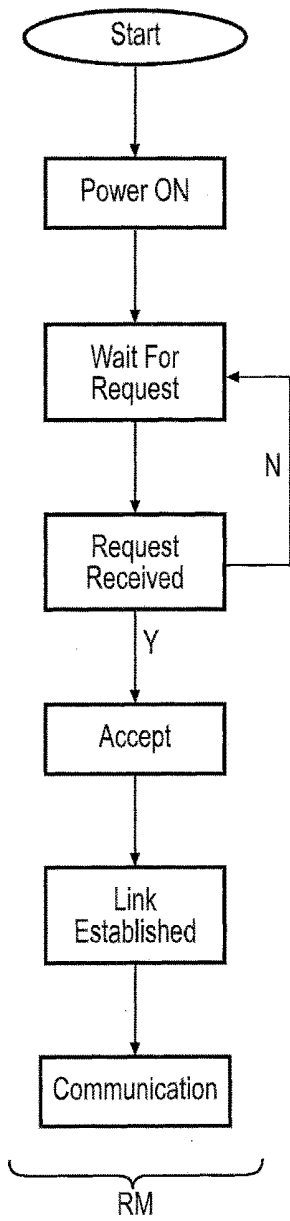 Start
Power ON
Wait For
Request
N
Request
Received
Y
Accept
Link
Established
Communication
RM